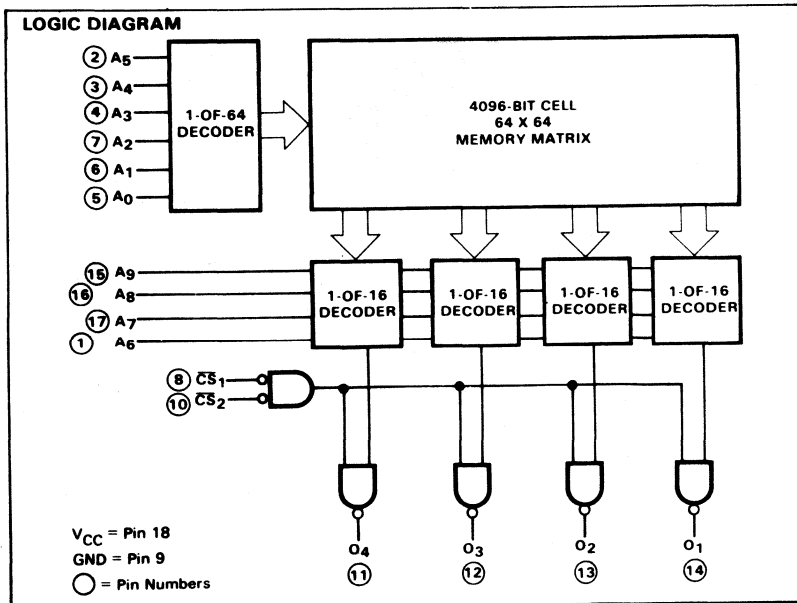 LOGIC DIAGRAM
2 A5
3 A4
4 A3
7 A2
6 A1
5 A0
1-OF-64
DECODER
4096-BIT CELL
64 X 64
MEMORY MATRIX
15 A9
16 A8
17 A7
1 A6
1-OF-16
DECODER
1-OF-16
DECODER
1-OF-16
DECODER
1-OF-16
DECODER
8 C̅S̅1
10 C̅S̅2
O4
11
O3
12
O2
13
O1
14
VCC = Pin 18
GND = Pin 9
= Pin Numbers